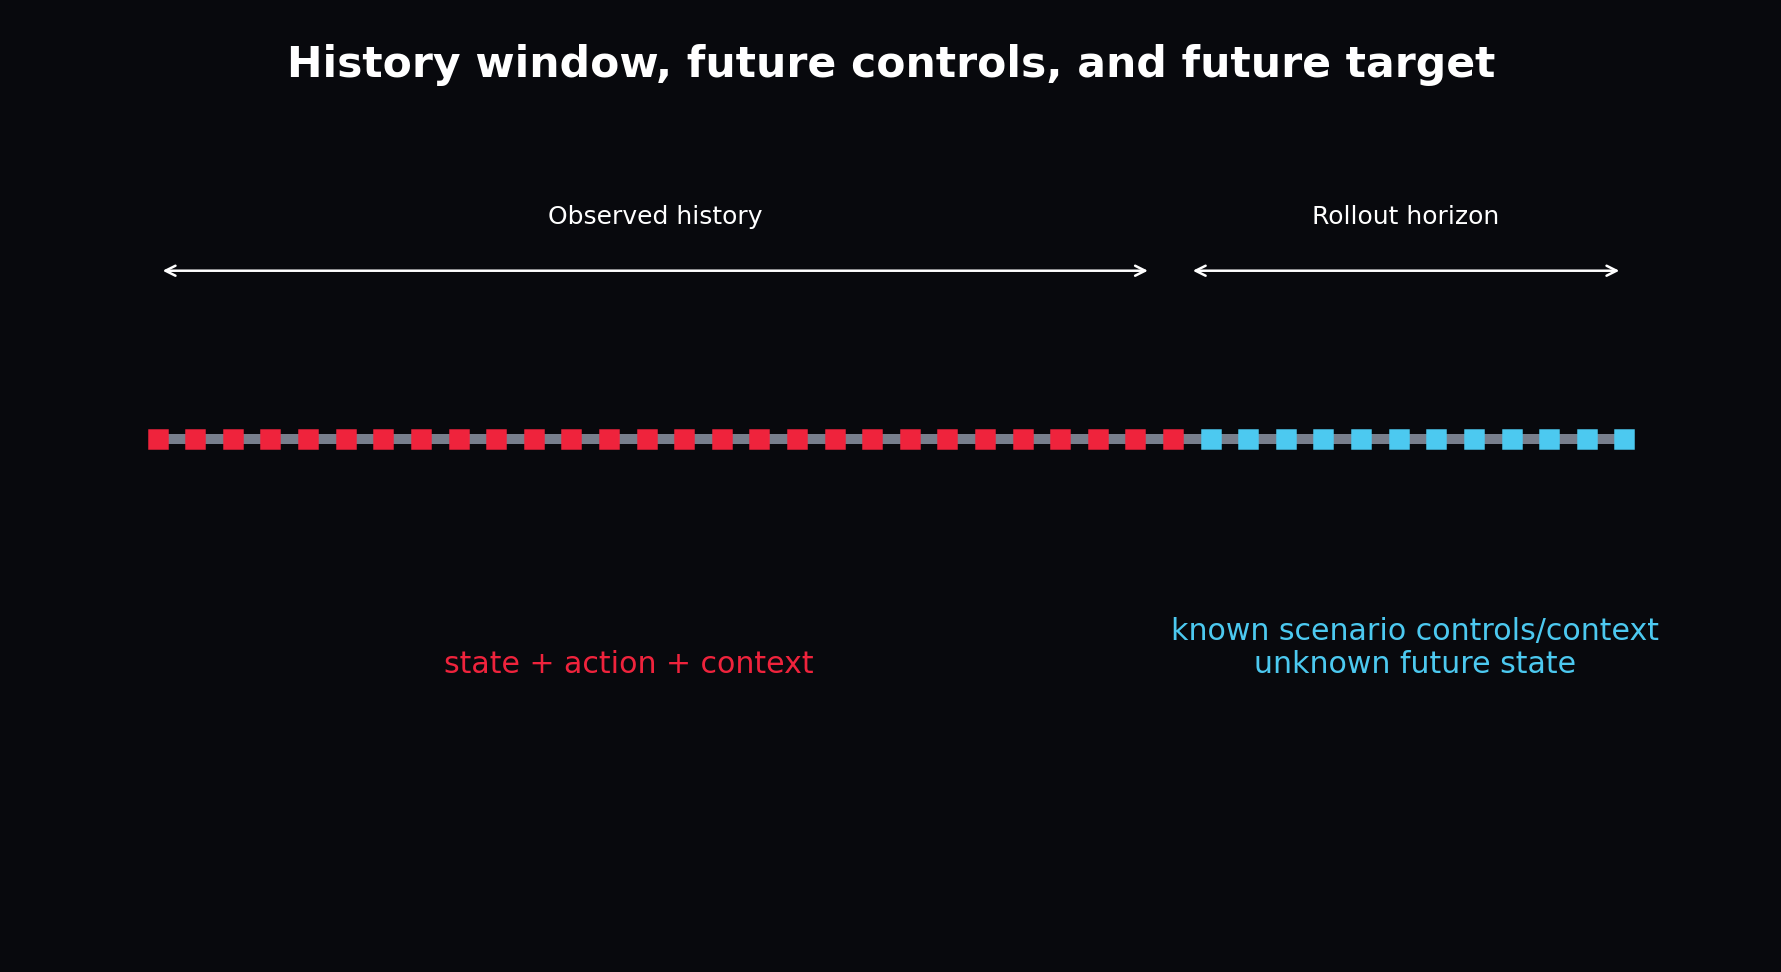 History window, future controls, and future target
Observed history
Rollout horizon
state + action + context
known scenario controls/context
unknown future state